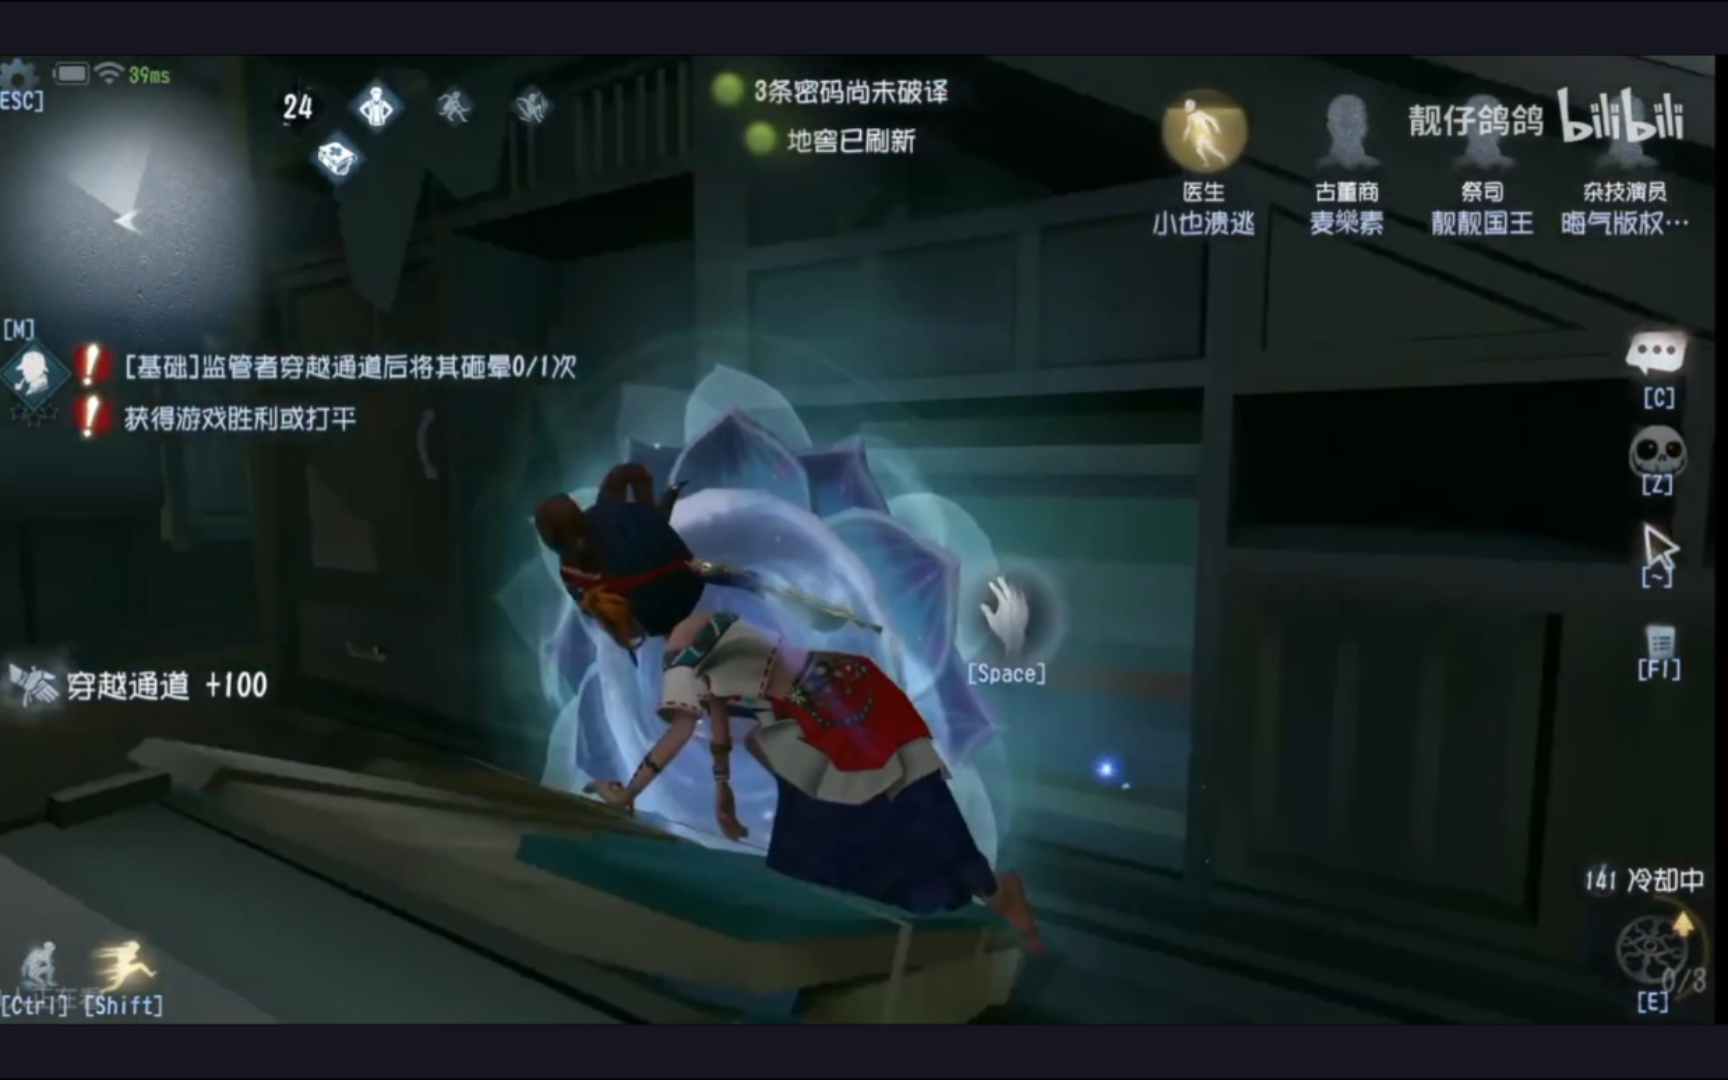 39ms
ESC]
24
3条密码尚未破译
地窖已刷新
靓仔鸽鸽 bilibili
医生
小也溃逃
古董商
麦樂素
祭司
靓靓国王
杂技演员
晦气版权…
[M]
[基础]监管者穿越通道后将其砸晕0/1次
获得游戏胜利或打平
[C]
[Z]
[~]
[F1]
[Space]
穿越通道 +100
141 冷却中
0/3
[E]
[Ctrl] [Shift]